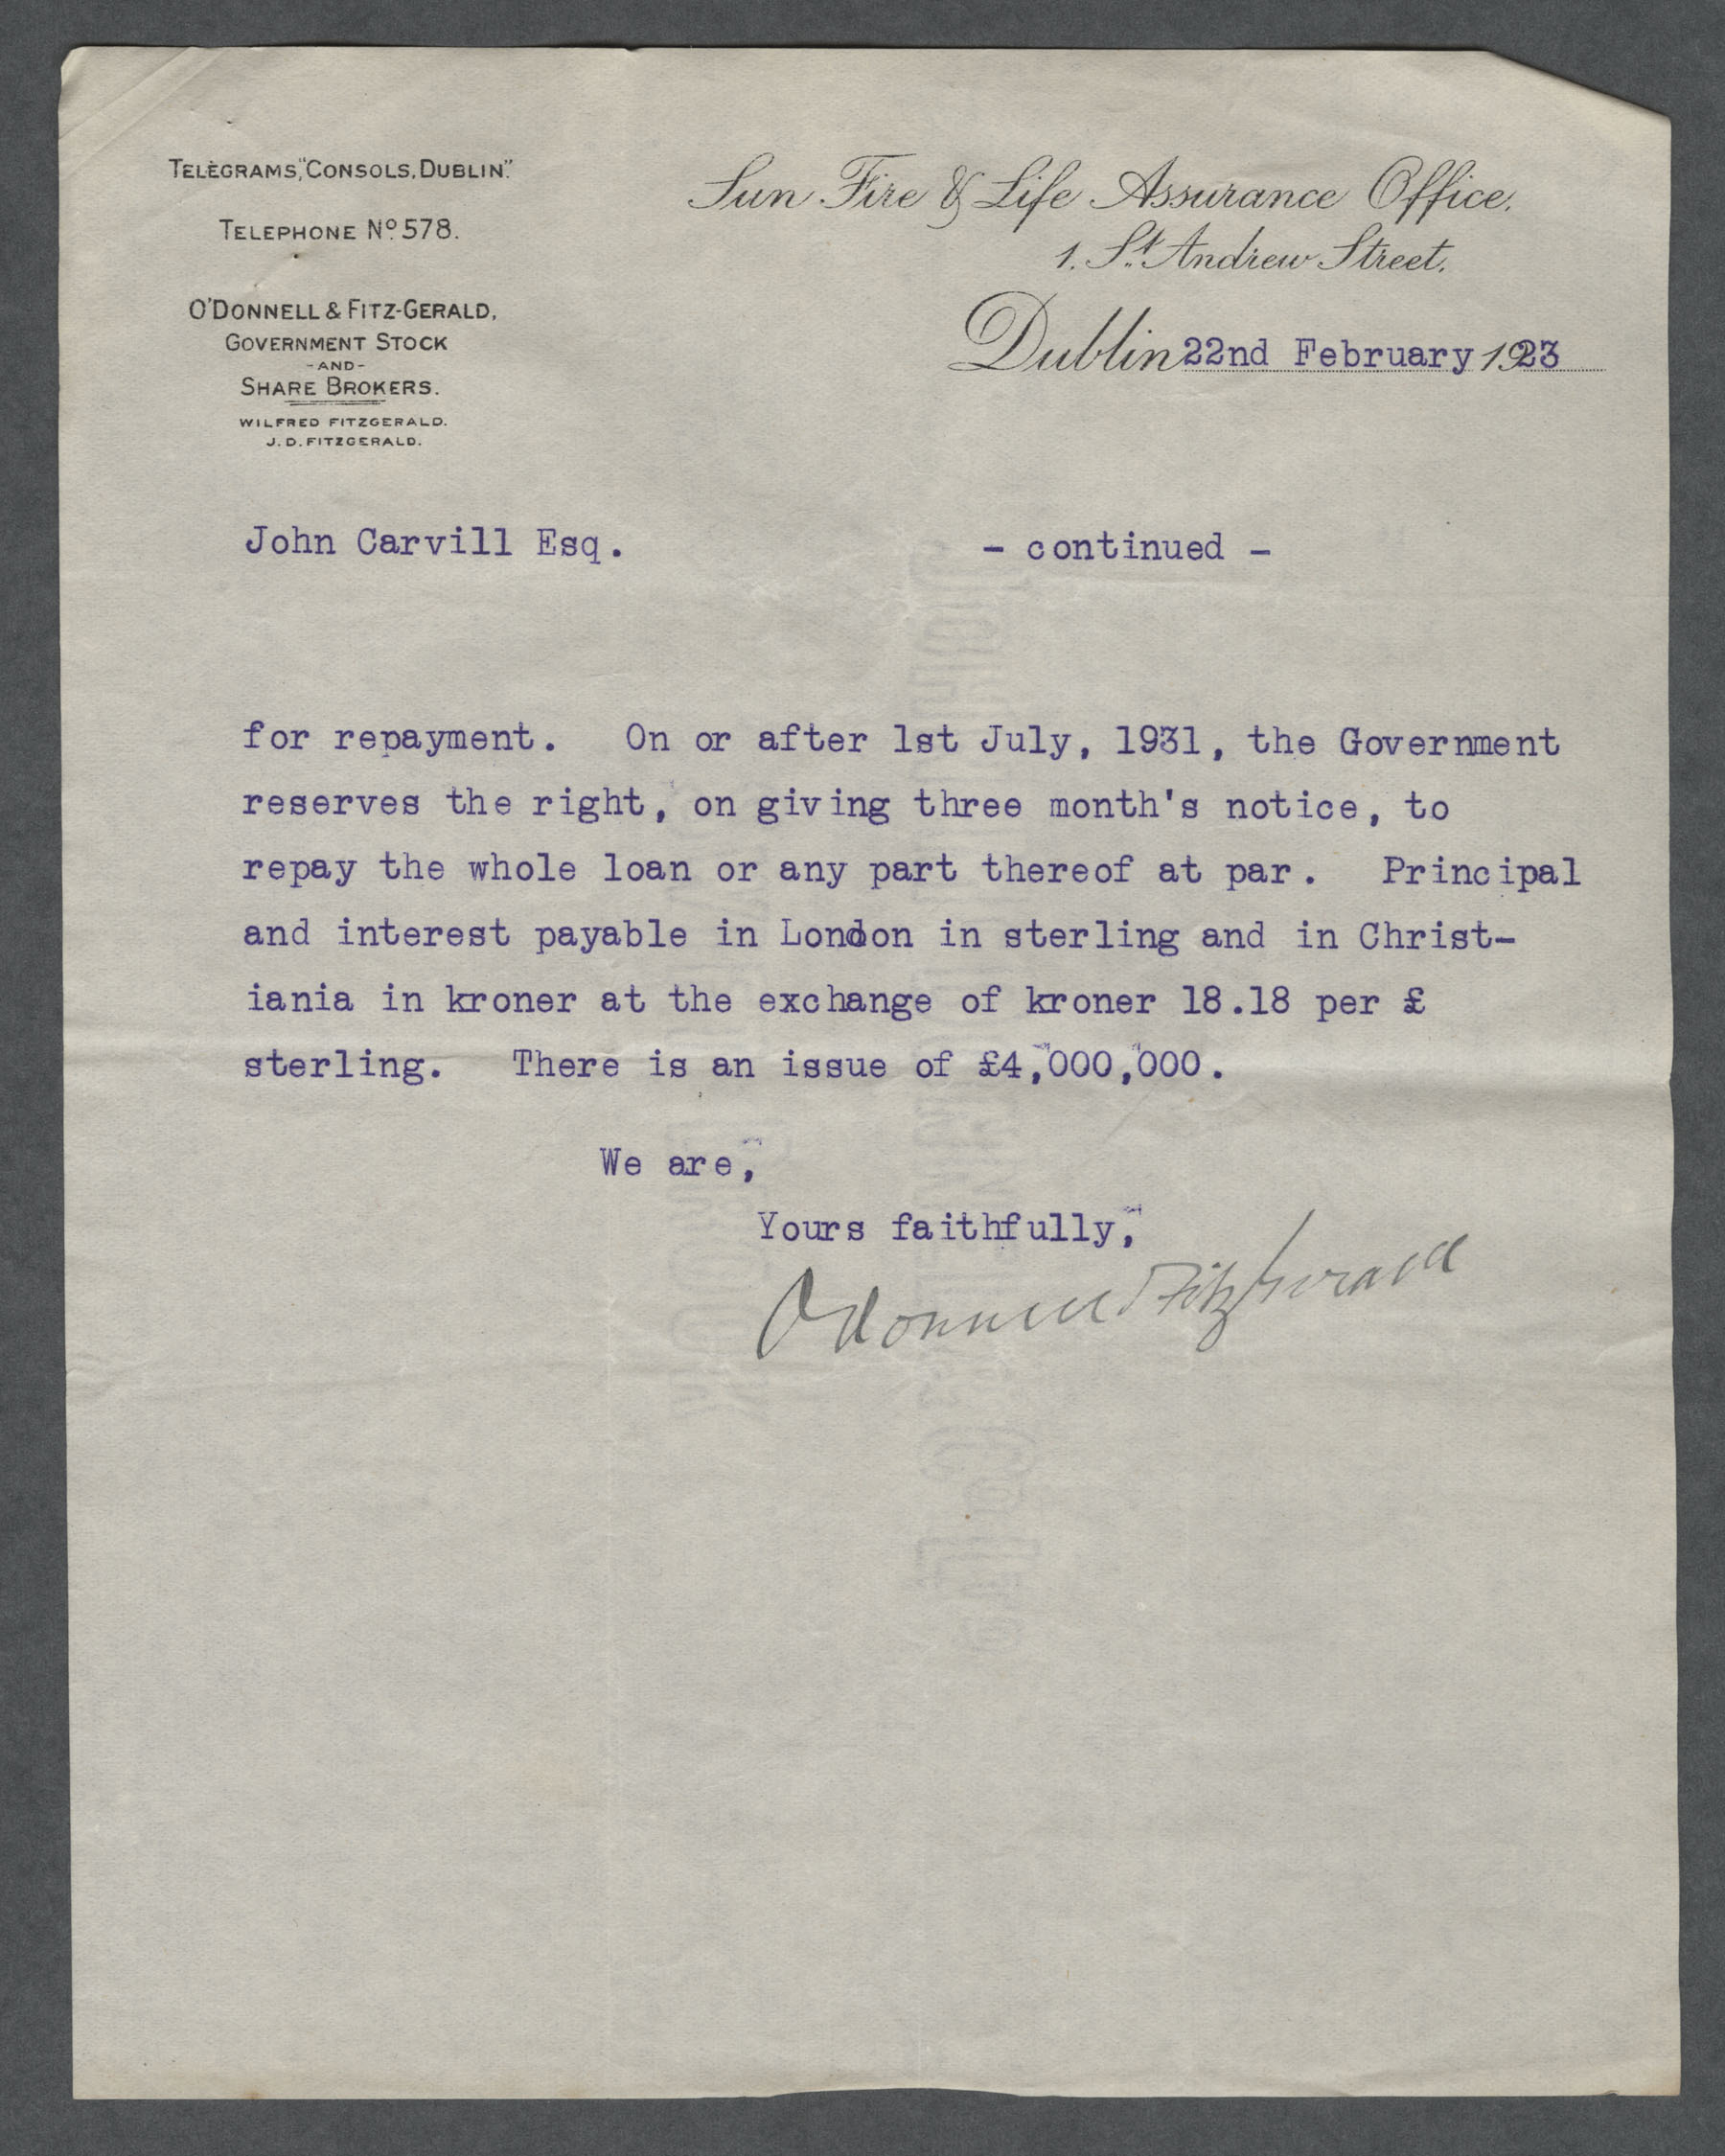 TELEGRAMS, "CONSOLS, DUBLIN".
TELEPHONE No. 578.
O'DONNELL & FITZ-GERALD,
GOVERNMENT STOCK
-AND-
SHARE BROKERS.
WILFRED FITZGERALD.
J. D. FITZGERALD.
Sun Fire & Life Assurance Office,
1. St. Andrew Street,
Dublin 22nd February 1923
John Carvill Esq.   - continued -
for repayment.   On or after 1st July, 1931, the Government
reserves the right, on giving three month's notice, to
repay the whole loan or any part thereof at par.   Principal
and interest payable in London in sterling and in Christ-
iania in kroner at the exchange of kroner 18.18 per £
sterling.   There is an issue of £4,000,000.
We are,
Yours faithfully,
O'Donnell Fitzgerald